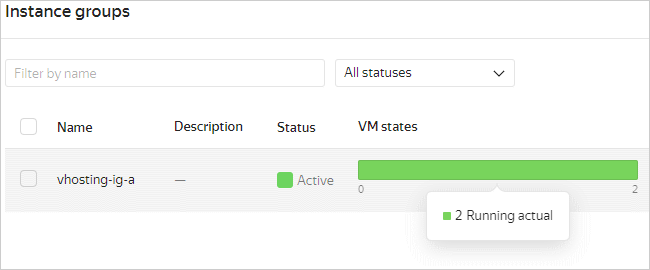 Instance groups
Filter by name
All statuses
Name Description Status VM states
vhosting-ig-a — Active
0 2
2 Running actual